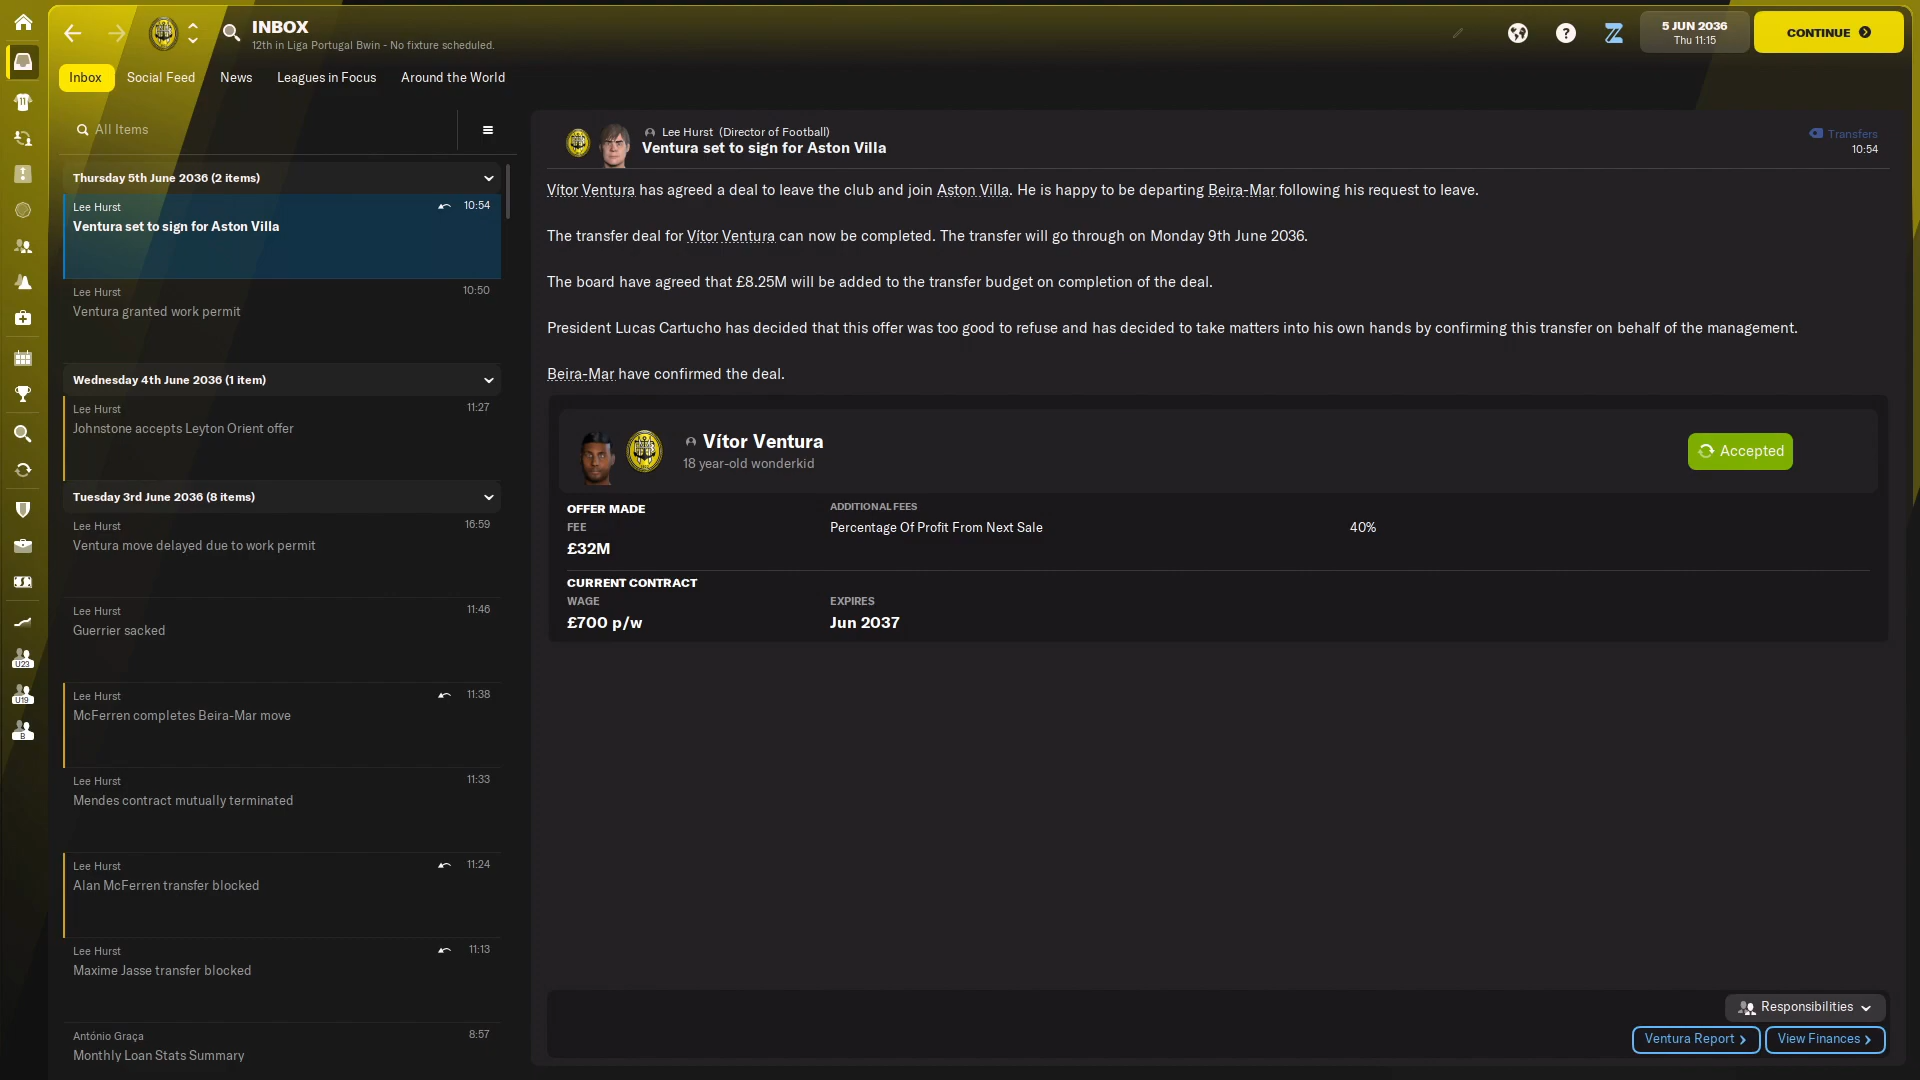 INBOX
12th in Liga Portugal Bwin - No fixture scheduled.
5 JUN 2036
Thu 11:15
CONTINUE
Inbox
Social Feed
News
Leagues in Focus
Around the World
All Items
Thursday 5th June 2036 (2 items)
Lee Hurst
10:54
Ventura set to sign for Aston Villa
Lee Hurst
10:50
Ventura granted work permit
Wednesday 4th June 2036 (1 item)
Lee Hurst
11:27
Johnstone accepts Leyton Orient offer
Tuesday 3rd June 2036 (8 items)
Lee Hurst
16:59
Ventura move delayed due to work permit
Lee Hurst
11:46
Guerrier sacked
Lee Hurst
11:38
McFerren completes Beira-Mar move
Lee Hurst
11:33
Mendes contract mutually terminated
Lee Hurst
11:24
Alan McFerren transfer blocked
Lee Hurst
11:13
Maxime Jasse transfer blocked
António Graça
8:57
Monthly Loan Stats Summary
U23
U19
B
Lee Hurst (Director of Football)
Ventura set to sign for Aston Villa
Transfers
10:54
Vítor Ventura has agreed a deal to leave the club and join Aston Villa. He is happy to be departing Beira-Mar following his request to leave.
The transfer deal for Vítor Ventura can now be completed. The transfer will go through on Monday 9th June 2036.
The board have agreed that £8.25M will be added to the transfer budget on completion of the deal.
President Lucas Cartucho has decided that this offer was too good to refuse and has decided to take matters into his own hands by confirming this transfer on behalf of the management.
Beira-Mar have confirmed the deal.
Vítor Ventura
18 year-old wonderkid
Accepted
OFFER MADE
FEE
£32M
ADDITIONAL FEES
Percentage Of Profit From Next Sale
40%
CURRENT CONTRACT
WAGE
£700 p/w
EXPIRES
Jun 2037
Responsibilities
Ventura Report
View Finances